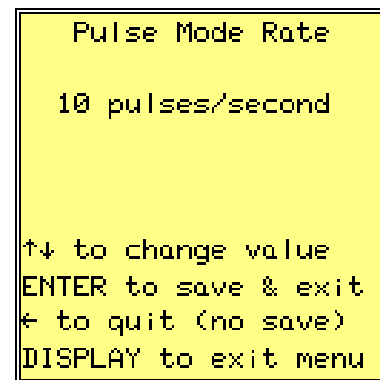 Pulse Mode Rate
10 pulses/second
↑↓ to change value
ENTER to save & exit
← to quit (no save)
DISPLAY to exit menu